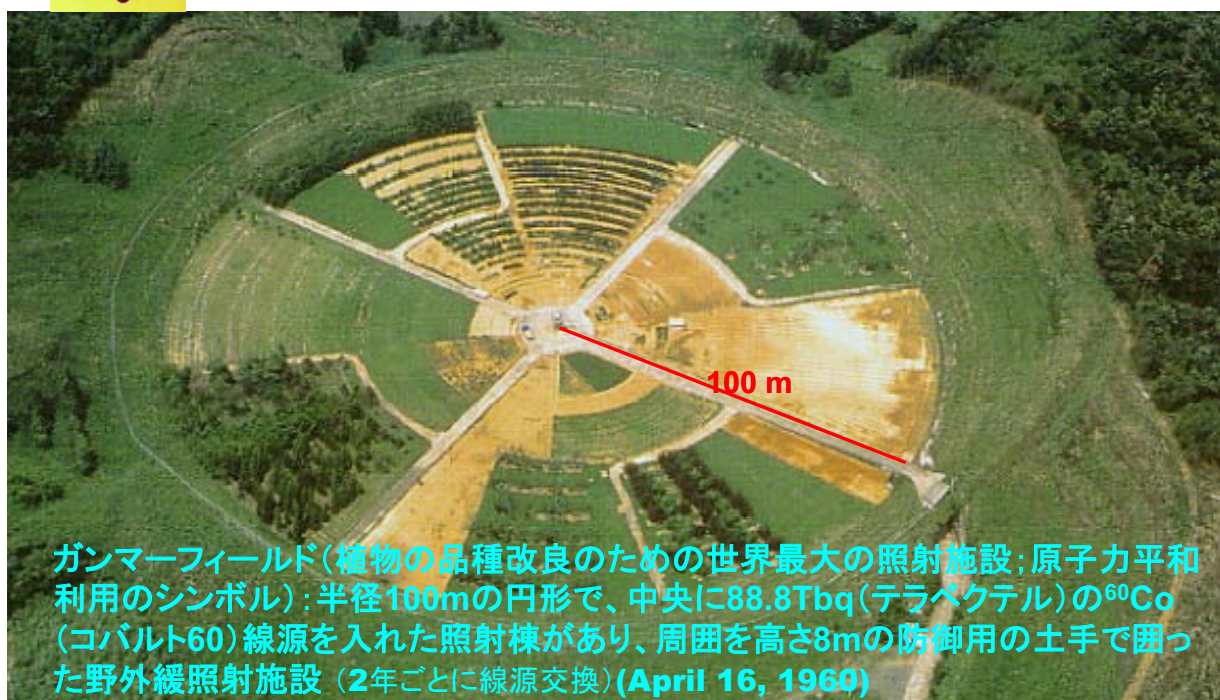 100 m
ガンマーフィールド(植物の品種改良のための世界最大の照射施設;原子力平和
利用のシンボル):半径100mの円形で、中央に88.8Tbq(テラベクテル)の⁶⁰Co
(コバルト60)線源を入れた照射棟があり、周囲を高さ8mの防御用の土手で囲っ
た野外緩照射施設 (2年ごとに線源交換)(April 16, 1960)